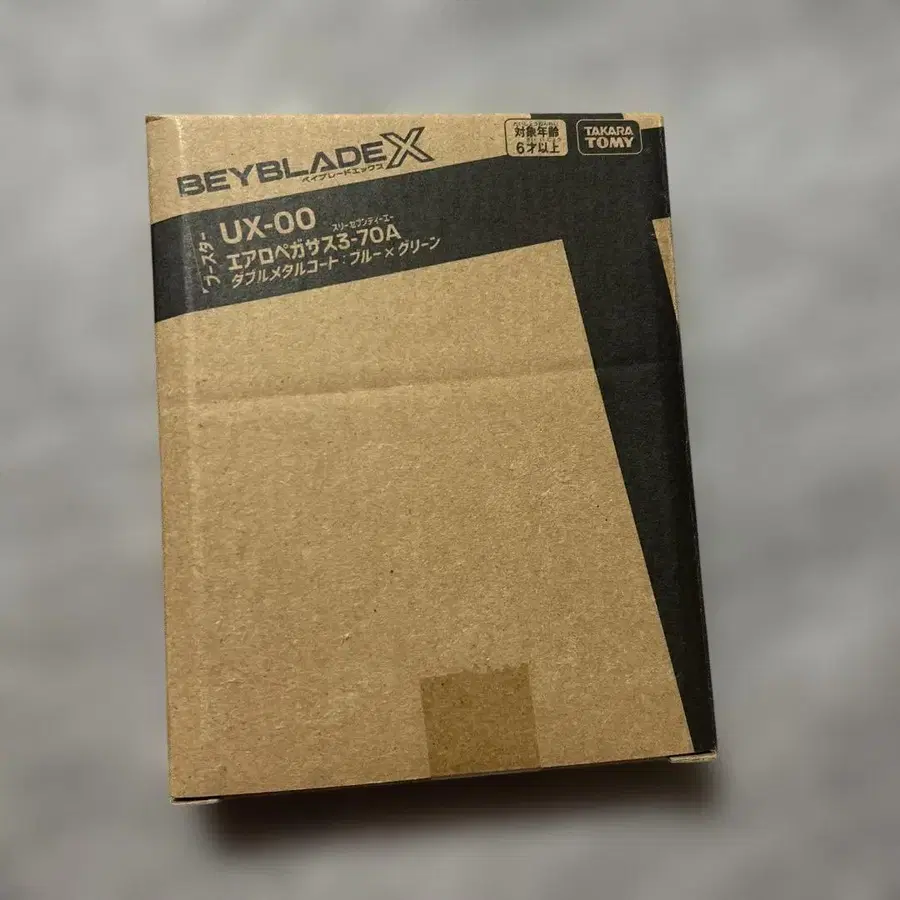 BEYBLADE X
ベイブレードエックス
対象年齢
6才以上
TAKARA
TOMY
ブースター
UX-00
スリーセブンティーエー
エアロペガサス3-70A
ダブルメタルコート:ブルー×グリーン